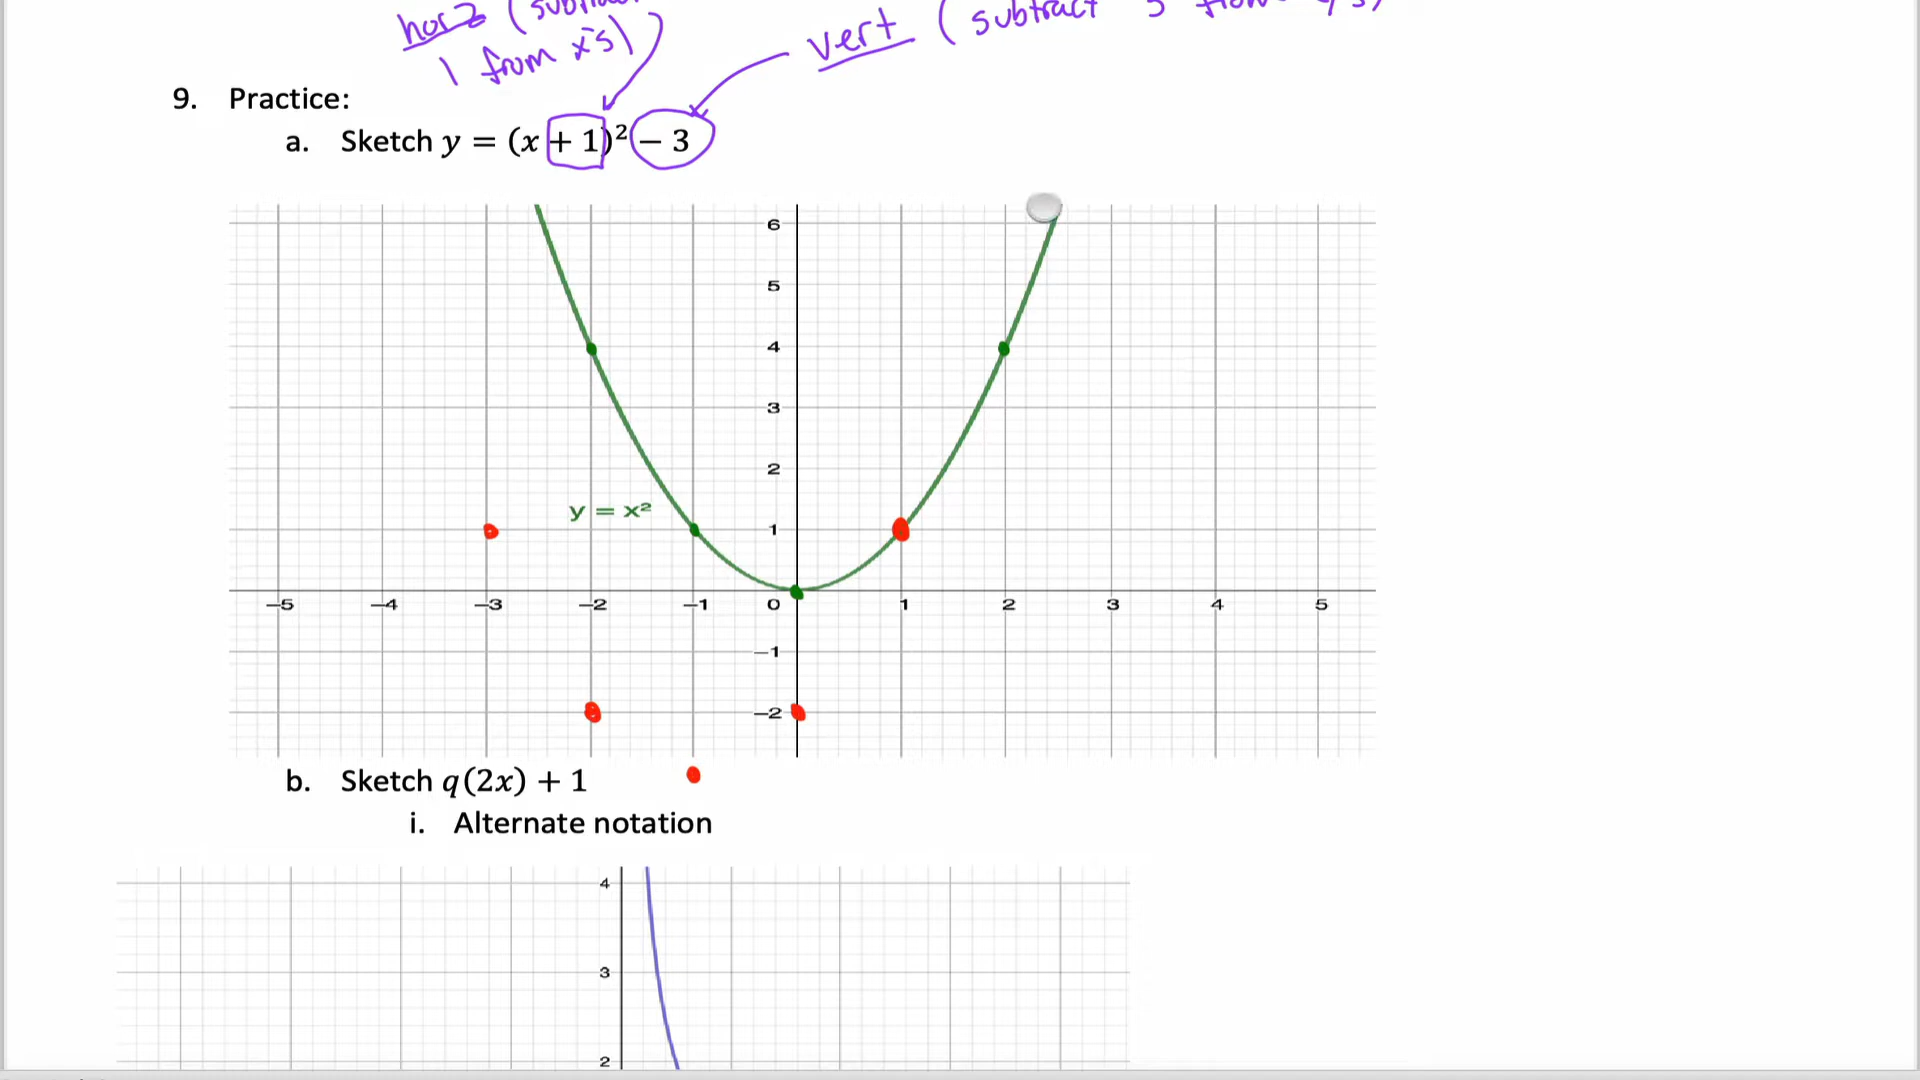 horz (
vert (subtract
1 from x's)
9. Practice:
a. Sketch y = (x + 1)² − 3
6
5
4
3
2
y = x²
1
−5 −4 −3 −2 −1 0 1 2 3 4 5
−1
−2
b. Sketch q(2x) + 1
i. Alternate notation
4
3
2